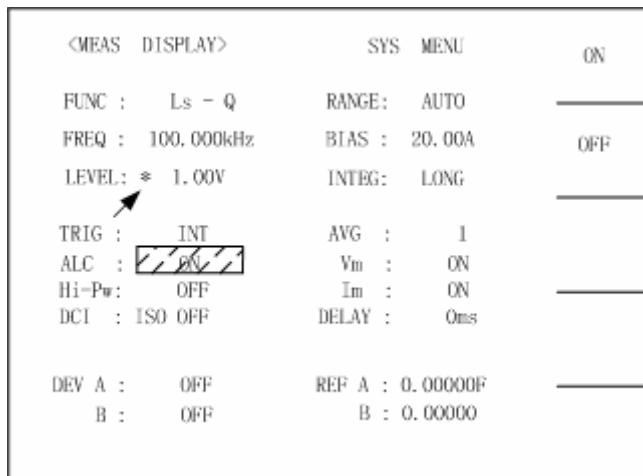 <MEAS DISPLAY> SYS MENU ON
FUNC : Ls - Q RANGE: AUTO
FREQ : 100.000kHz BIAS : 20.00A OFF
LEVEL: * 1.00V INTEG: LONG
TRIG : INT AVG : 1
ALC : ON Vm : ON
Hi-Pw: OFF Im : ON
DCI : ISO OFF DELAY : 0ms
DEV A : OFF REF A : 0.00000F
B : OFF B : 0.00000